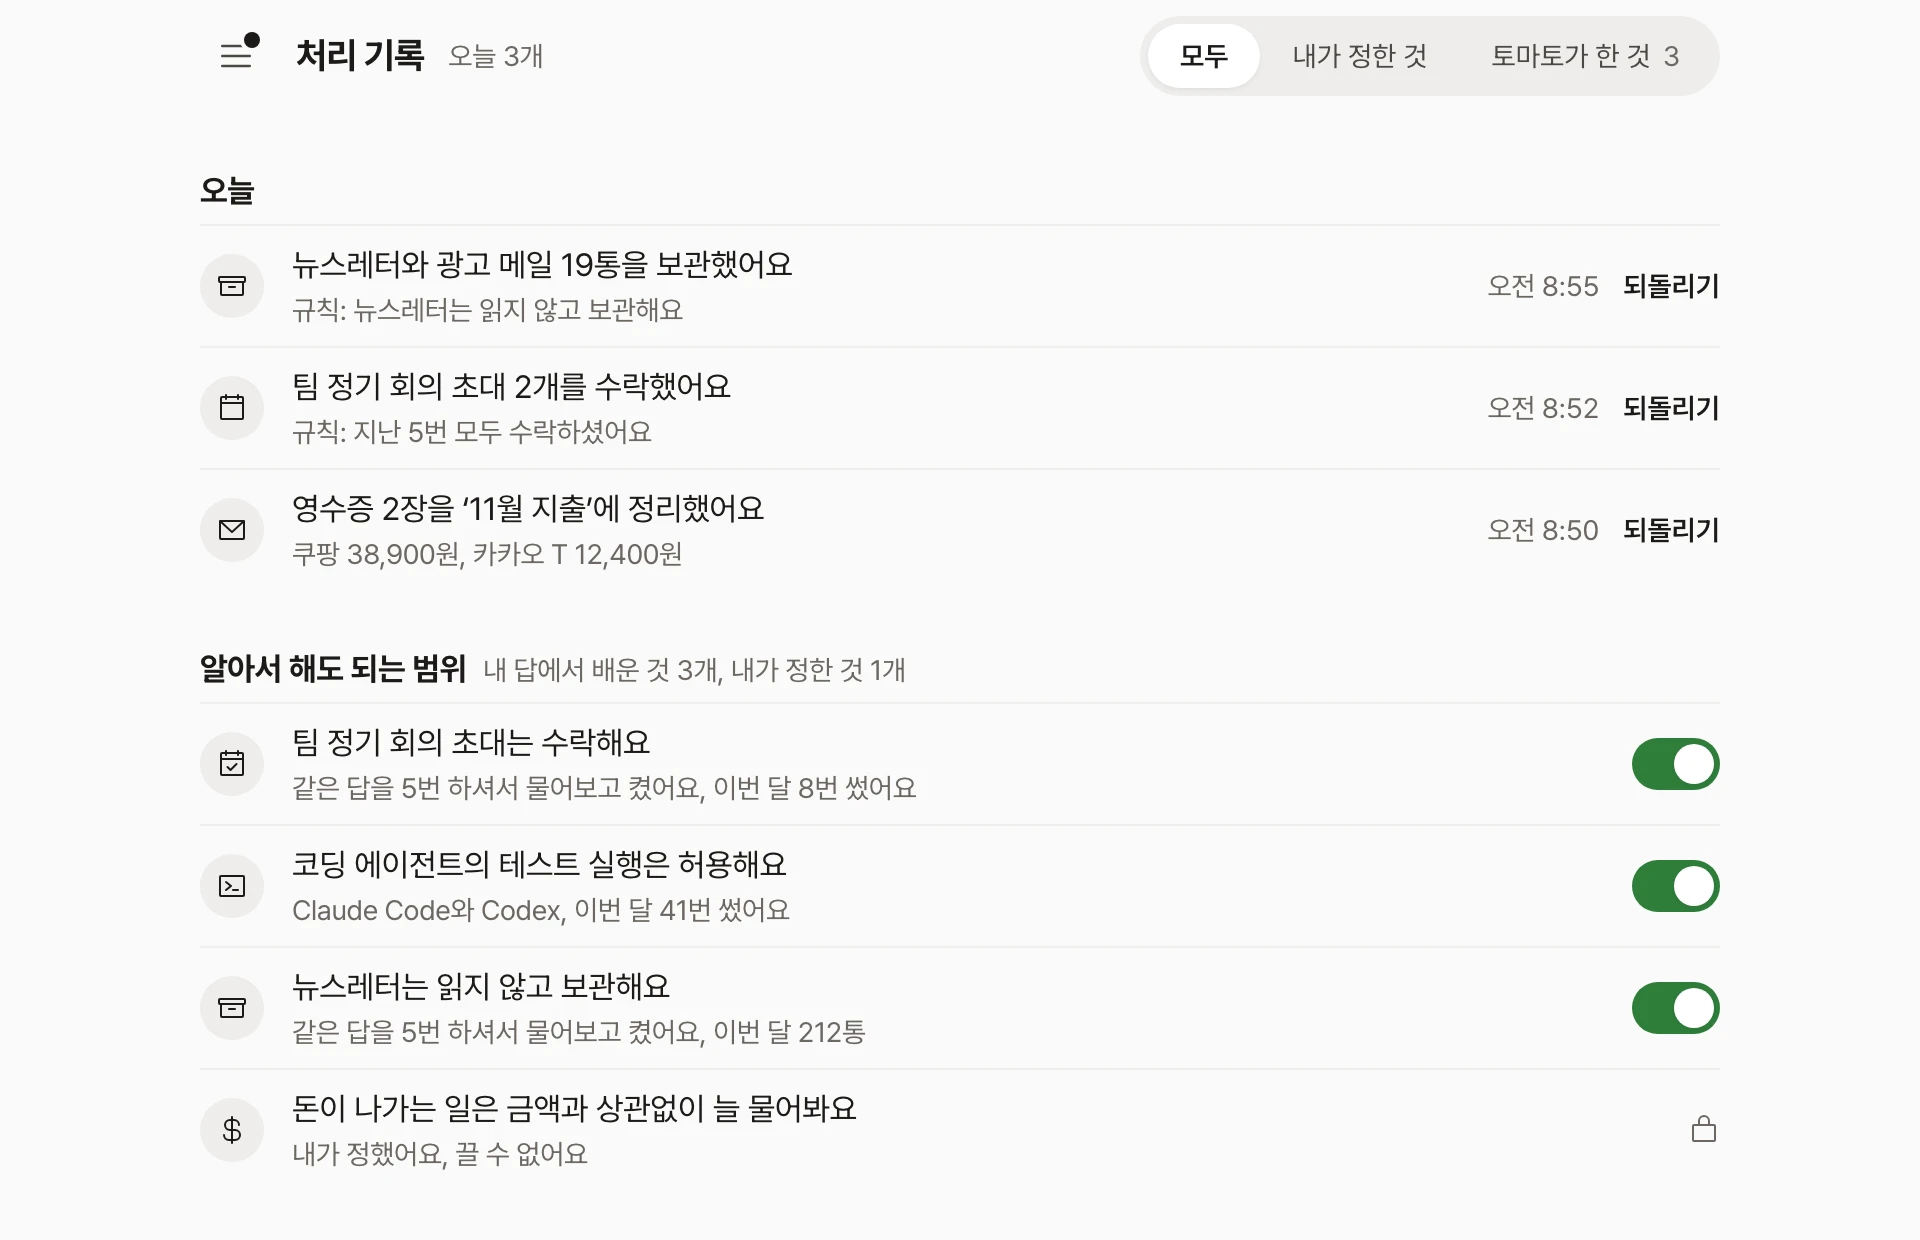 처리 기록 오늘 3개
모두 내가 정한 것 토마토가 한 것 3
오늘
뉴스레터와 광고 메일 19통을 보관했어요
규칙: 뉴스레터는 읽지 않고 보관해요
오전 8:55 되돌리기
팀 정기 회의 초대 2개를 수락했어요
규칙: 지난 5번 모두 수락하셨어요
오전 8:52 되돌리기
영수증 2장을 ‘11월 지출’에 정리했어요
쿠팡 38,900원, 카카오 T 12,400원
오전 8:50 되돌리기
알아서 해도 되는 범위 내 답에서 배운 것 3개, 내가 정한 것 1개
팀 정기 회의 초대는 수락해요
같은 답을 5번 하셔서 물어보고 켰어요, 이번 달 8번 썼어요
코딩 에이전트의 테스트 실행은 허용해요
Claude Code와 Codex, 이번 달 41번 썼어요
뉴스레터는 읽지 않고 보관해요
같은 답을 5번 하셔서 물어보고 켰어요, 이번 달 212통
돈이 나가는 일은 금액과 상관없이 늘 물어봐요
내가 정했어요, 끌 수 없어요